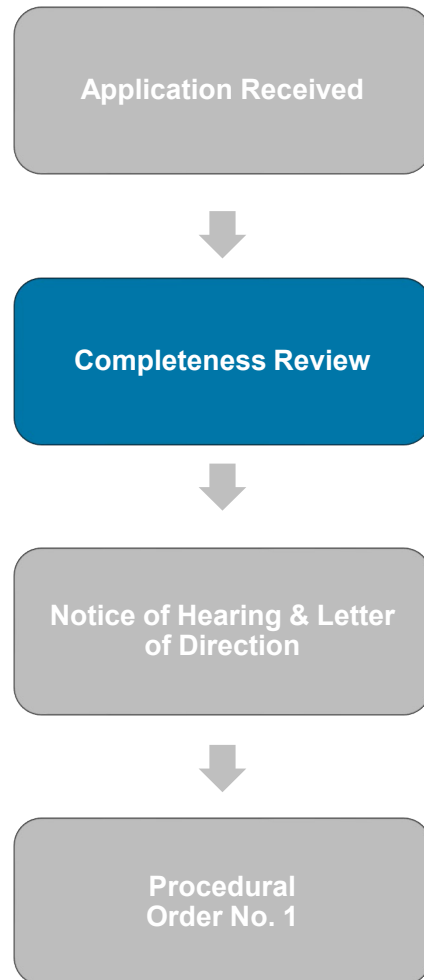 Application Received
Completeness Review
Notice of Hearing & Letter
of Direction
Procedural
Order No. 1